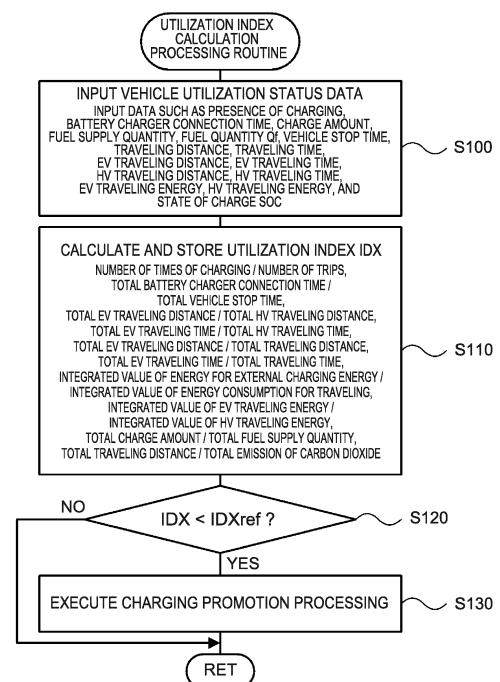 UTILIZATION INDEX
CALCULATION
PROCESSING ROUTINE
INPUT VEHICLE UTILIZATION STATUS DATA
INPUT DATA SUCH AS PRESENCE OF CHARGING,
BATTERY CHARGER CONNECTION TIME, CHARGE AMOUNT,
FUEL SUPPLY QUANTITY, FUEL QUANTITY Qf, VEHICLE STOP TIME,
TRAVELING DISTANCE, TRAVELING TIME,
EV TRAVELING DISTANCE, EV TRAVELING TIME,
HV TRAVELING DISTANCE, HV TRAVELING TIME,
EV TRAVELING ENERGY, HV TRAVELING ENERGY, AND
STATE OF CHARGE SOC
S100
CALCULATE AND STORE UTILIZATION INDEX IDX
NUMBER OF TIMES OF CHARGING / NUMBER OF TRIPS,
TOTAL BATTERY CHARGER CONNECTION TIME /
TOTAL VEHICLE STOP TIME,
TOTAL EV TRAVELING DISTANCE / TOTAL HV TRAVELING DISTANCE,
TOTAL EV TRAVELING TIME / TOTAL HV TRAVELING TIME,
TOTAL EV TRAVELING DISTANCE / TOTAL TRAVELING DISTANCE,
TOTAL EV TRAVELING TIME / TOTAL TRAVELING TIME,
INTEGRATED VALUE OF ENERGY FOR EXTERNAL CHARGING ENERGY /
INTEGRATED VALUE OF ENERGY CONSUMPTION FOR TRAVELING,
INTEGRATED VALUE OF EV TRAVELING ENERGY /
INTEGRATED VALUE OF HV TRAVELING ENERGY,
TOTAL CHARGE AMOUNT / TOTAL FUEL SUPPLY QUANTITY,
TOTAL TRAVELING DISTANCE / TOTAL EMISSION OF CARBON DIOXIDE
S110
NO
IDX < IDXref ?
S120
YES
EXECUTE CHARGING PROMOTION PROCESSING
S130
RET